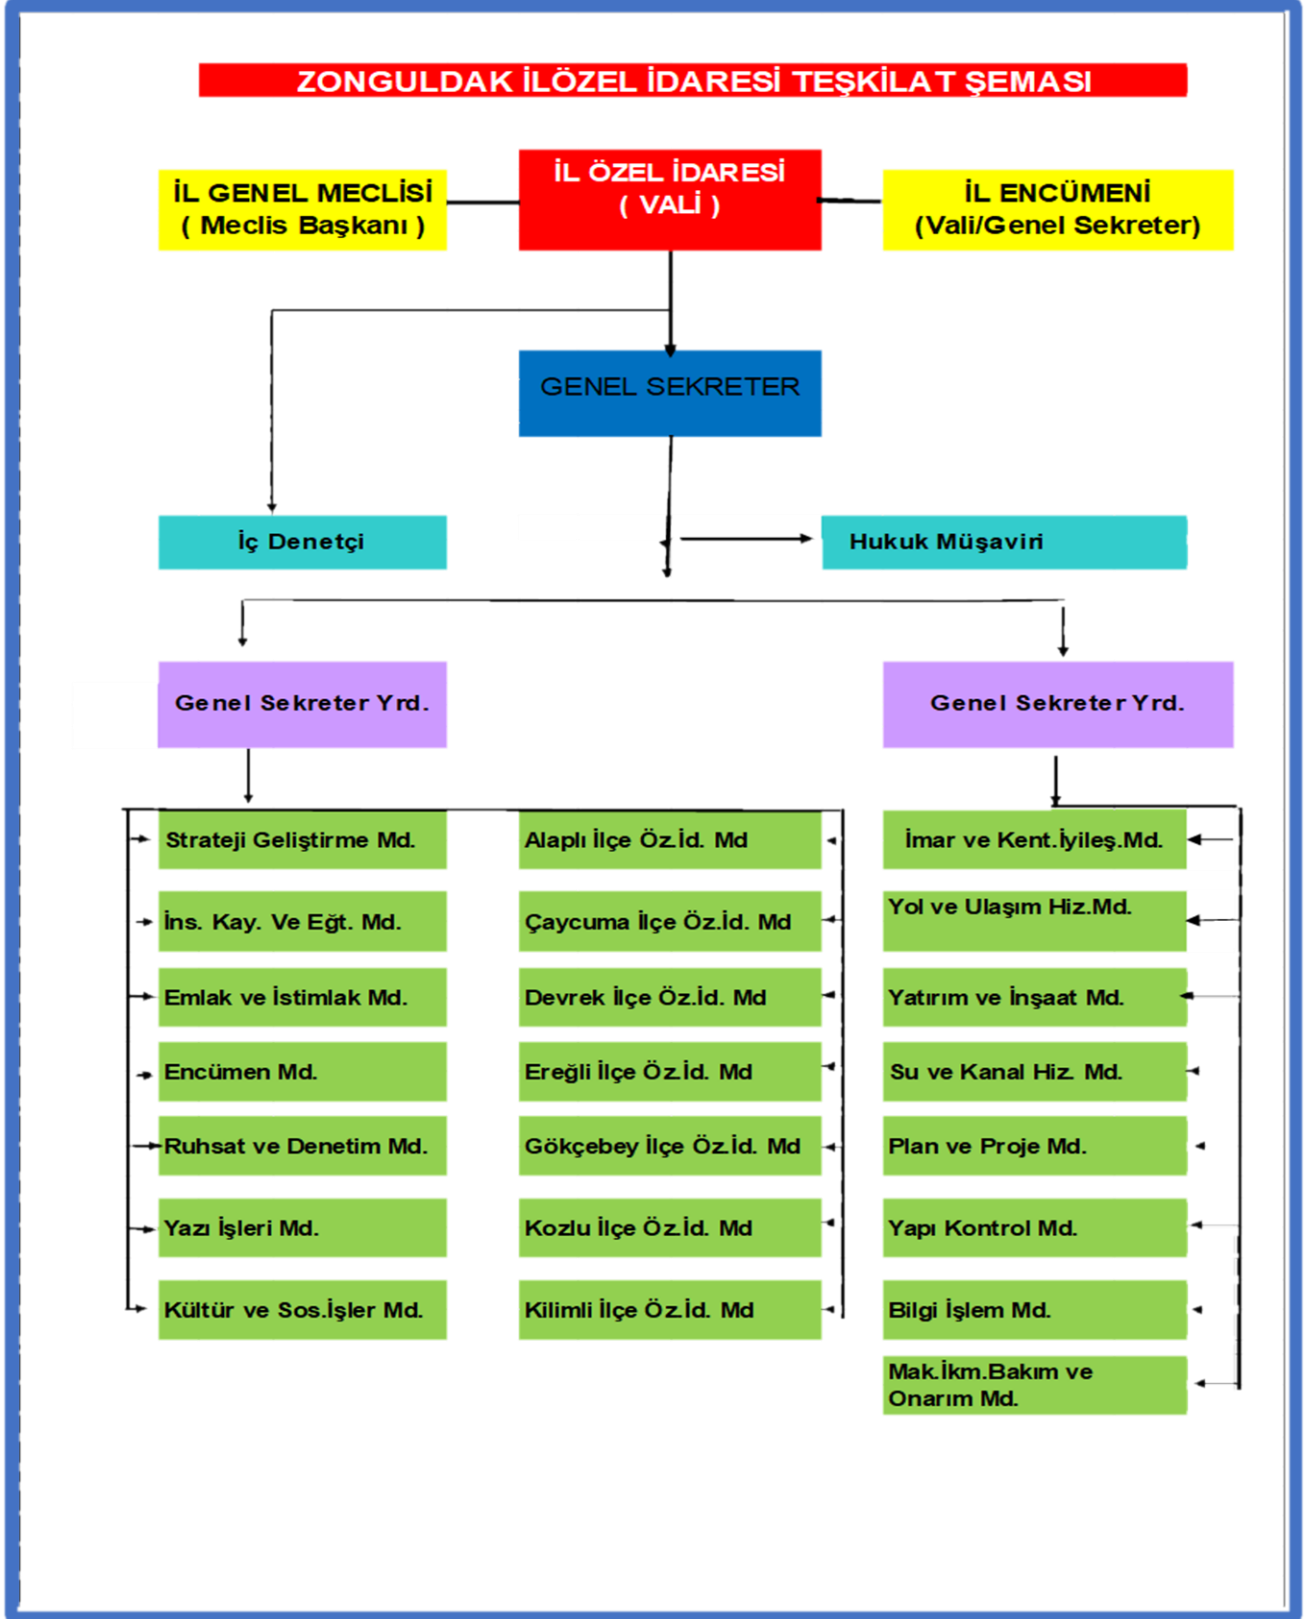 ZONGULDAK İLÖZEL İDARESİ TEŞKİLAT ŞEMASI
İL GENEL MECLİSİ
( Meclis Başkanı )
İL ÖZEL İDARESİ
( VALİ )
İL ENCÜMENİ
(Vali/Genel Sekreter)
GENEL SEKRETER
İç Denetçi
Hukuk Müşaviri
Genel Sekreter Yrd.
Genel Sekreter Yrd.
Strateji Geliştirme Md.
İns. Kay. Ve Eğt. Md.
Emlak ve İstimlak Md.
Encümen Md.
Ruhsat ve Denetim Md.
Yazı İşleri Md.
Kültür ve Sos.İşler Md.
Alaplı İlçe Öz.İd. Md
Çaycuma İlçe Öz.İd. Md
Devrek İlçe Öz.İd. Md
Ereğli İlçe Öz.İd. Md
Gökçebey İlçe Öz.İd. Md
Kozlu İlçe Öz.İd. Md
Kilimli İlçe Öz.İd. Md
İmar ve Kent.İyileş.Md.
Yol ve Ulaşım Hiz.Md.
Yatırım ve İnşaat Md.
Su ve Kanal Hiz. Md.
Plan ve Proje Md.
Yapı Kontrol Md.
Bilgi İşlem Md.
Mak.İkm.Bakım ve
Onarım Md.